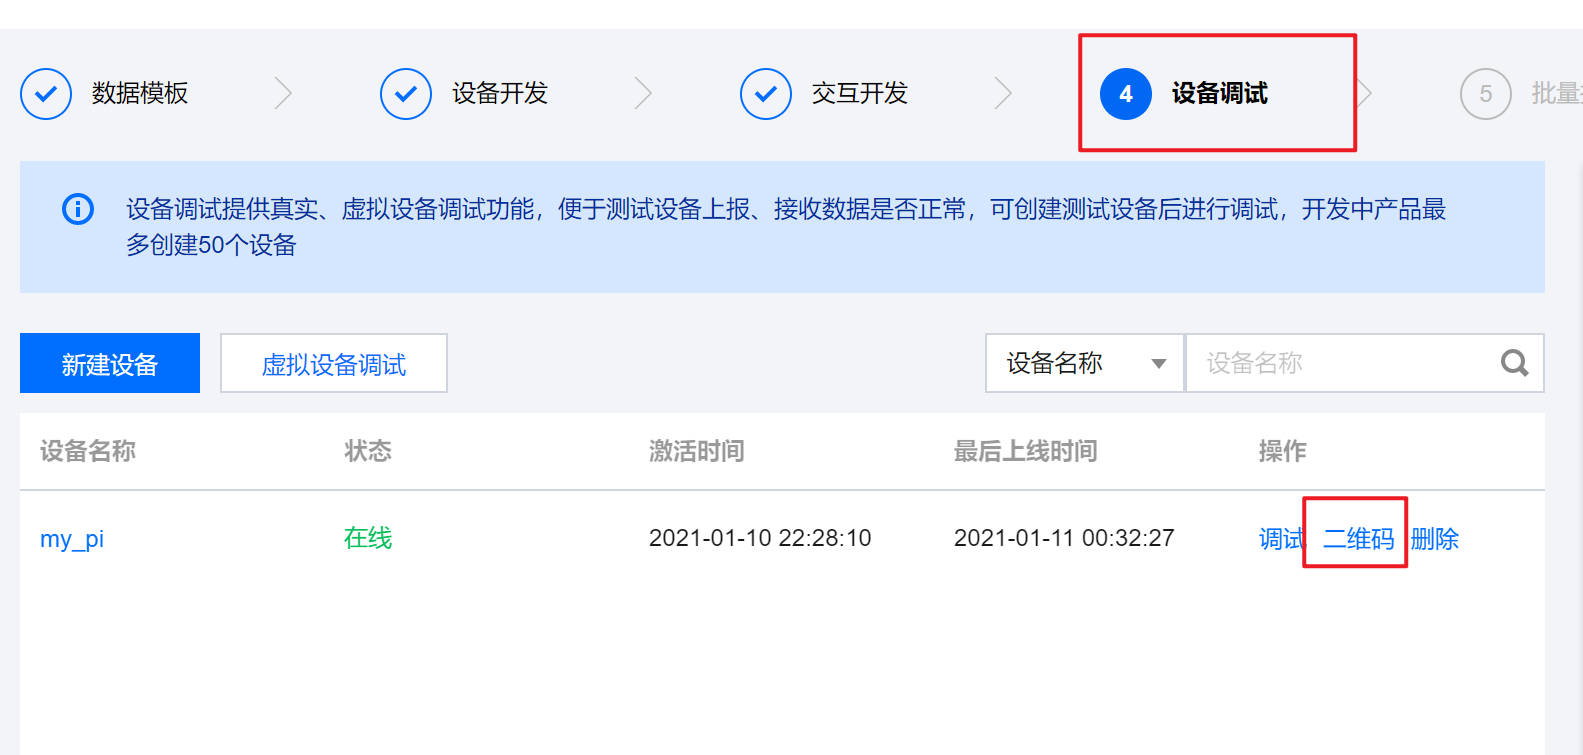 数据模板
设备开发
交互开发
4 设备调试
5 批量
设备调试提供真实、虚拟设备调试功能，便于测试设备上报、接收数据是否正常，可创建测试设备后进行调试，开发中产品最
多创建50个设备
新建设备 虚拟设备调试 设备名称 设备名称
设备名称 状态 激活时间 最后上线时间 操作
my_pi 在线 2021-01-10 22:28:10 2021-01-11 00:32:27 调试 二维码 删除